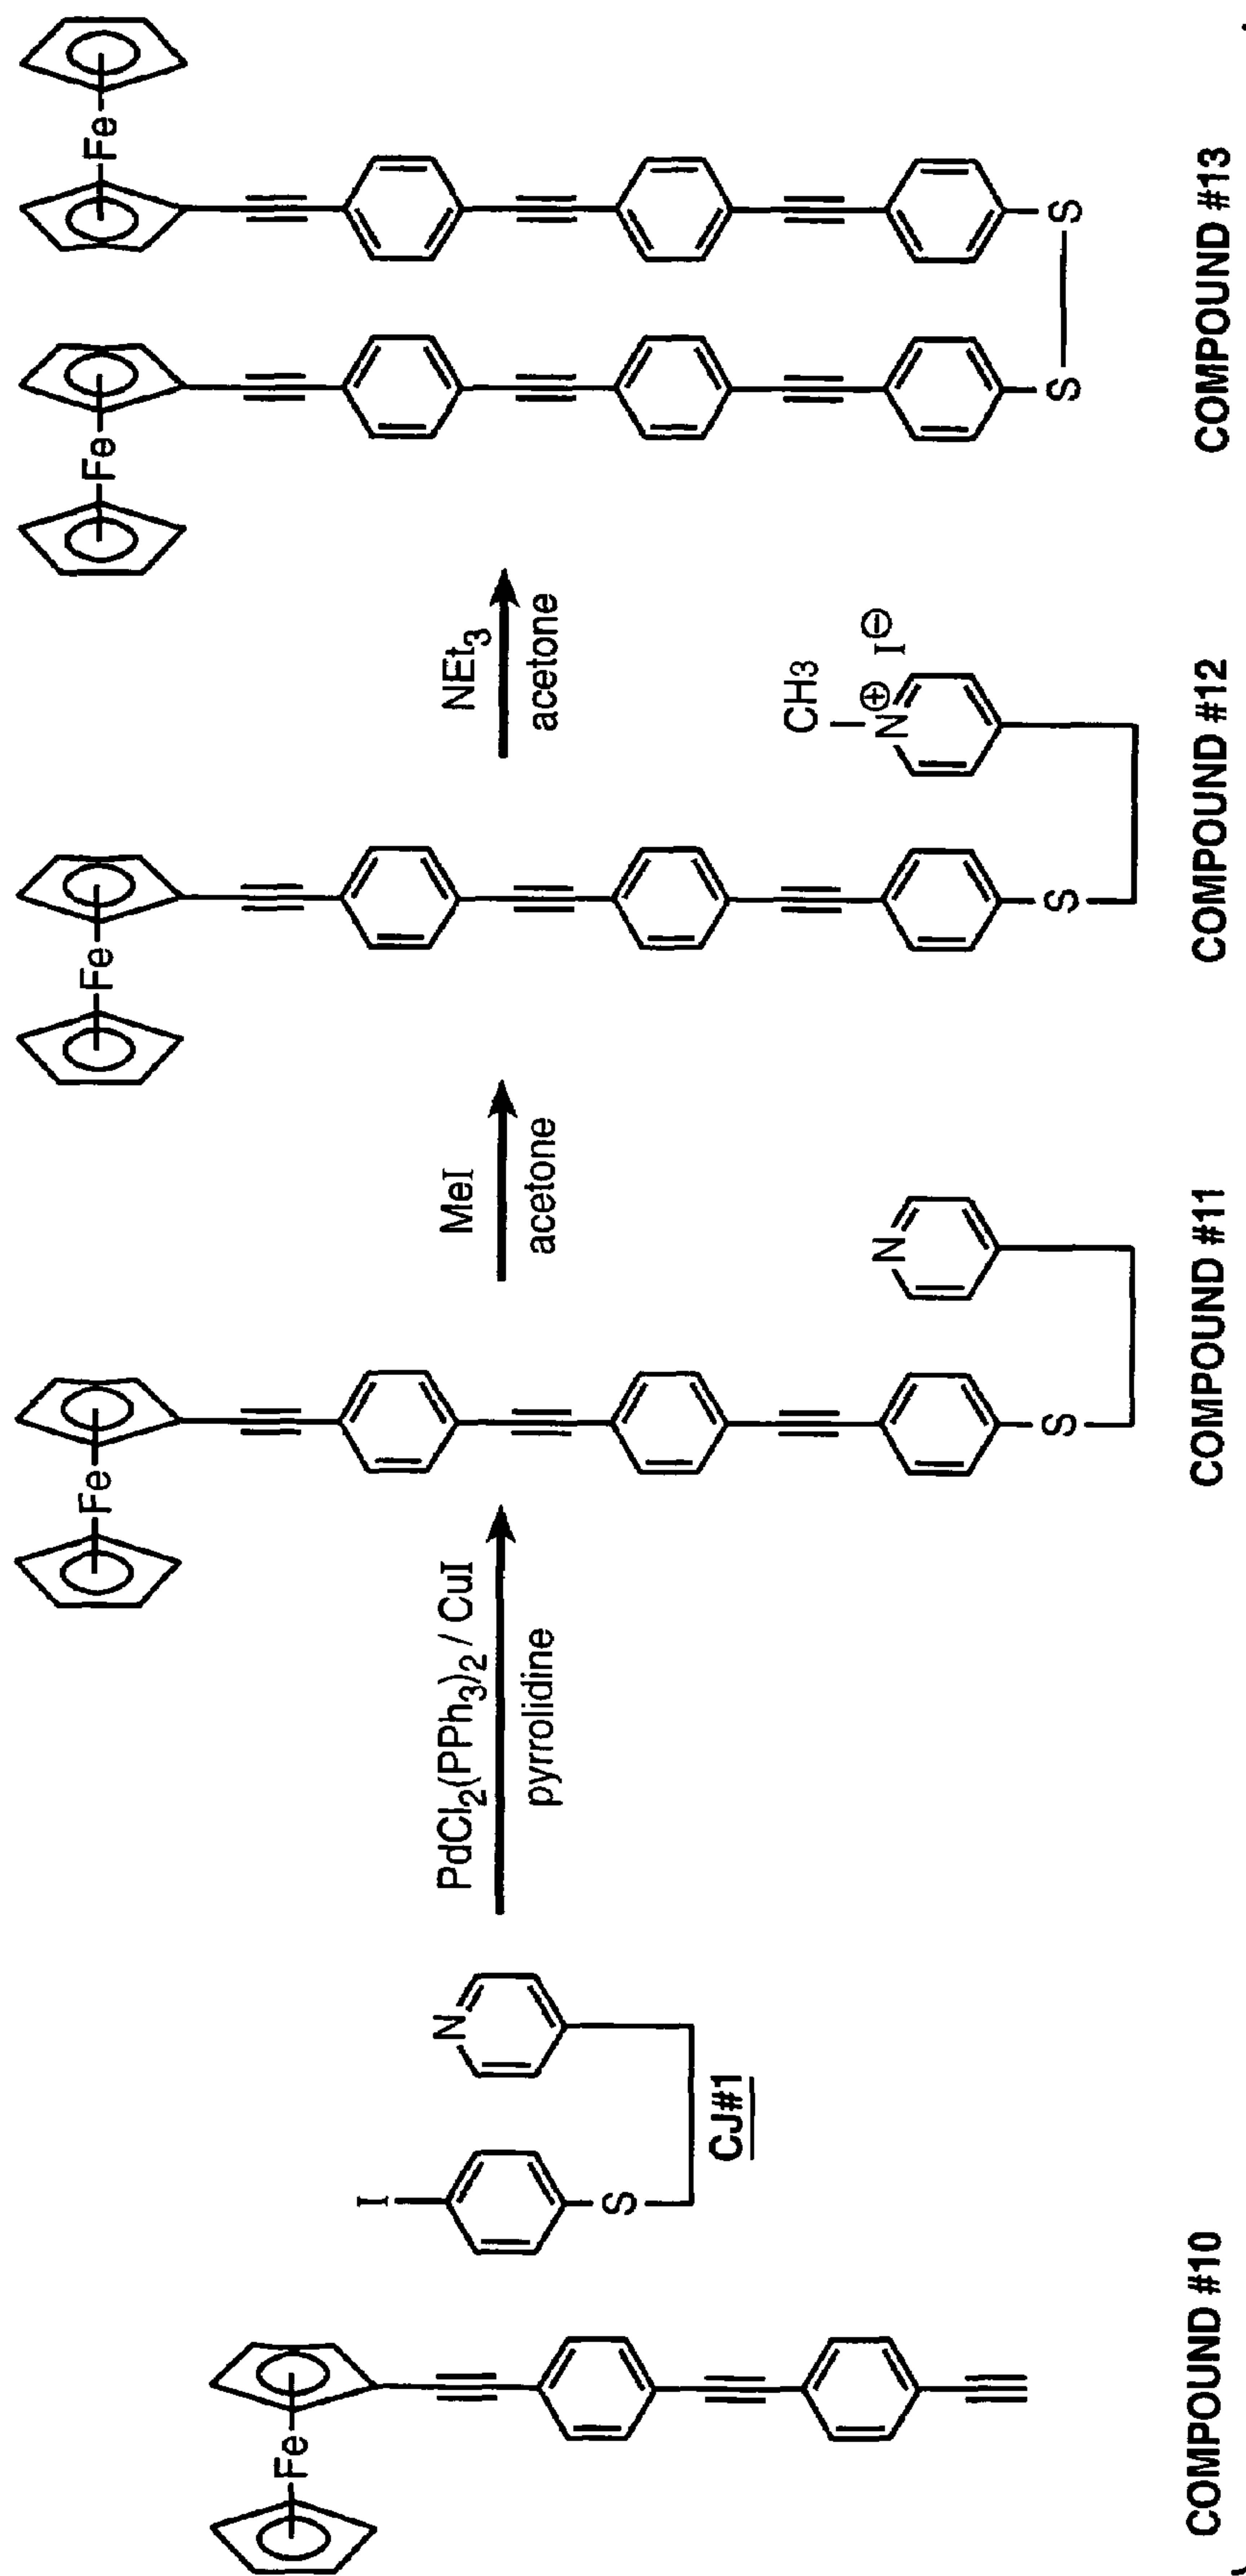 Fe
COMPOUND #10
I
S
N
CJ#1
PdCl2(PPh3)2 / CuI
pyrrolidine
Fe
S
N
COMPOUND #11
MeI
acetone
Fe
S
CH3
N
⊕
I
⊖
COMPOUND #12
NEt3
acetone
Fe
Fe
S
S
COMPOUND #13